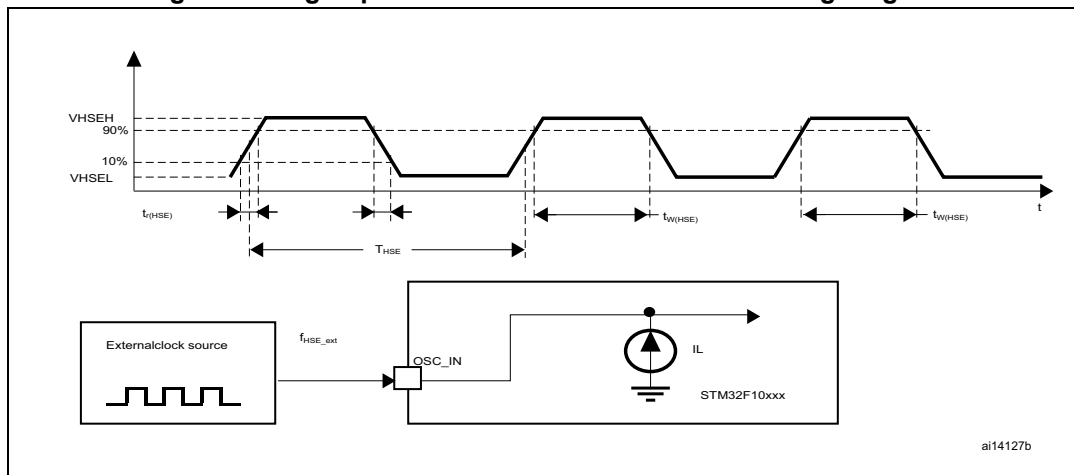 VHSEH
90%
10%
VHSEL
tr(HSE)
tW(HSE)
tW(HSE)
t
THSE
Externalclock source
fHSE_ext
OSC_IN
IL
STM32F10xxx
ai14127b